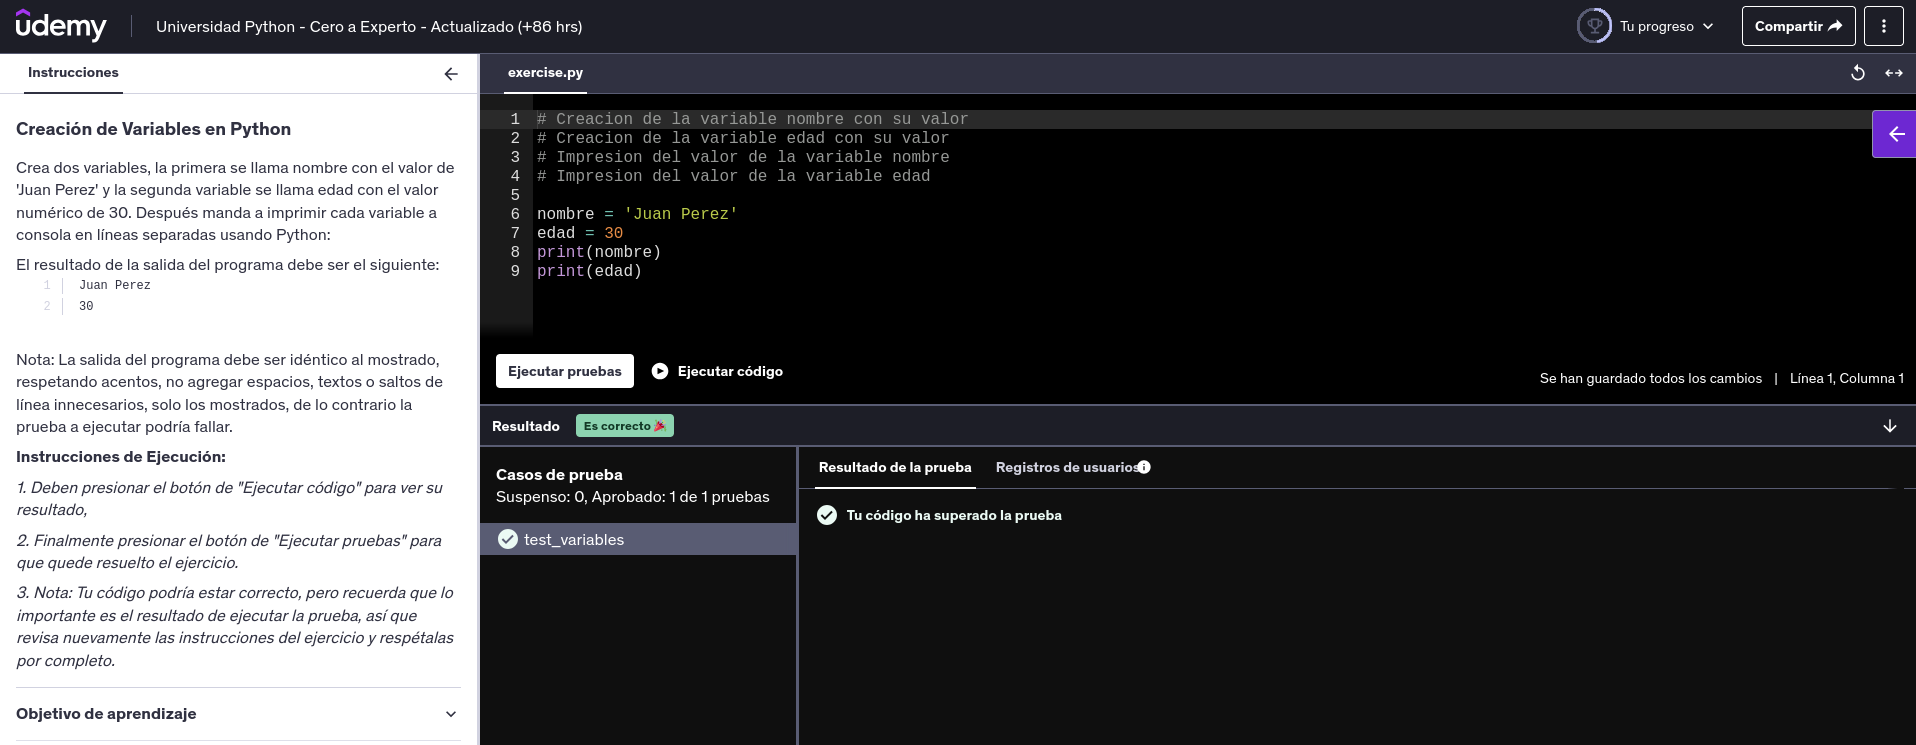 udemy
Universidad Python - Cero a Experto - Actualizado (+86 hrs)
Tu progreso
Compartir
Instrucciones
exercise.py
Creación de Variables en Python
Crea dos variables, la primera se llama nombre con el valor de
'Juan Perez' y la segunda variable se llama edad con el valor
numérico de 30. Después manda a imprimir cada variable a
consola en líneas separadas usando Python:
El resultado de la salida del programa debe ser el siguiente:
1 Juan Perez
2 30
Nota: La salida del programa debe ser idéntico al mostrado,
respetando acentos, no agregar espacios, textos o saltos de
línea innecesarios, solo los mostrados, de lo contrario la
prueba a ejecutar podría fallar.
Instrucciones de Ejecución:
1. Deben presionar el botón de "Ejecutar código" para ver su
resultado,
2. Finalmente presionar el botón de "Ejecutar pruebas" para
que quede resuelto el ejercicio.
3. Nota: Tu código podría estar correcto, pero recuerda que lo
importante es el resultado de ejecutar la prueba, así que
revisa nuevamente las instrucciones del ejercicio y respétalas
por completo.
Objetivo de aprendizaje
1 # Creacion de la variable nombre con su valor
2 # Creacion de la variable edad con su valor
3 # Impresion del valor de la variable nombre
4 # Impresion del valor de la variable edad
5
6 nombre = 'Juan Perez'
7 edad = 30
8 print(nombre)
9 print(edad)
Ejecutar pruebas
Ejecutar código
Se han guardado todos los cambios | Línea 1, Columna 1
Resultado
Es correcto
Casos de prueba
Suspenso: 0, Aprobado: 1 de 1 pruebas
test_variables
Resultado de la prueba
Registros de usuarios
Tu código ha superado la prueba